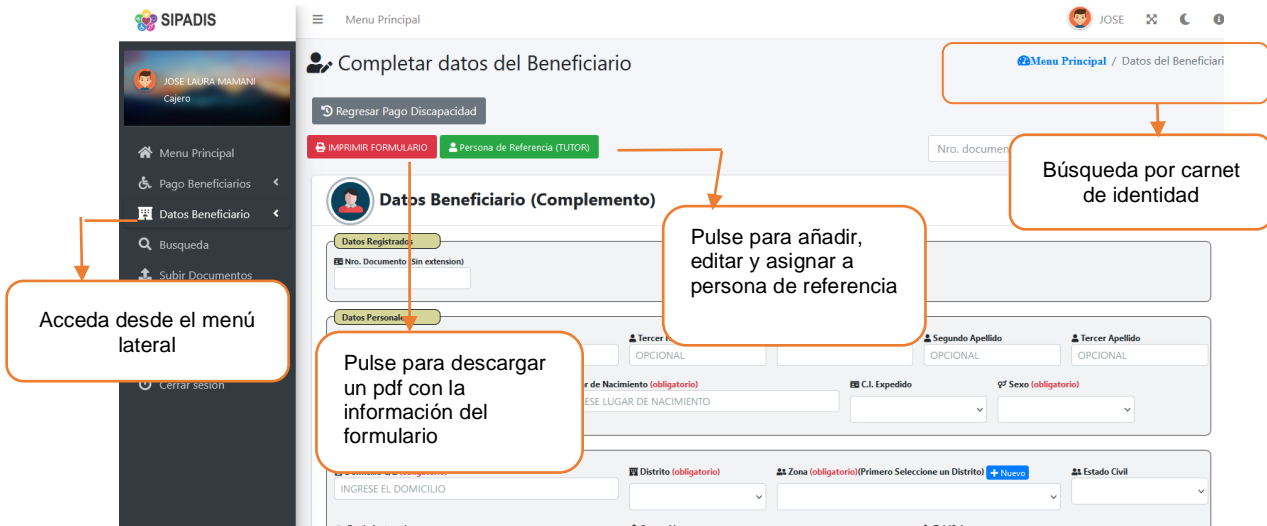 SIPADIS
Menu Principal
JOSE
JOSE LAURA MAMANI
Cajero
Completar datos del Beneficiario
Menu Principal / Datos del Beneficiari
Regresar Pago Discapacidad
IMPRIMIR FORMULARIO
Persona de Referencia (TUTOR)
Nro. documen
Menu Principal
Pago Beneficiarios
Datos Beneficiario
Busqueda
Subir Documentos
Cerrar sesión
Búsqueda por carnet
de identidad
Datos Beneficiario (Complemento)
Pulse para añadir,
editar y asignar a
persona de referencia
Datos Registrados
Nro. Documento (Sin extension)
Acceda desde el menú
lateral
Datos Personales
Tercer
Segundo Apellido
Tercer Apellido
OPCIONAL
OPCIONAL
OPCIONAL
Pulse para descargar
un pdf con la
información del
formulario
r de Nacimiento (obligatorio)
C.I. Expedido
Sexo (obligatorio)
ESE LUGAR DE NACIMIENTO
Distrito (obligatorio)
Zona (obligatorio)(Primero Seleccione un Distrito)
+ Nuevo
Estado Civil
INGRESE EL DOMICILIO